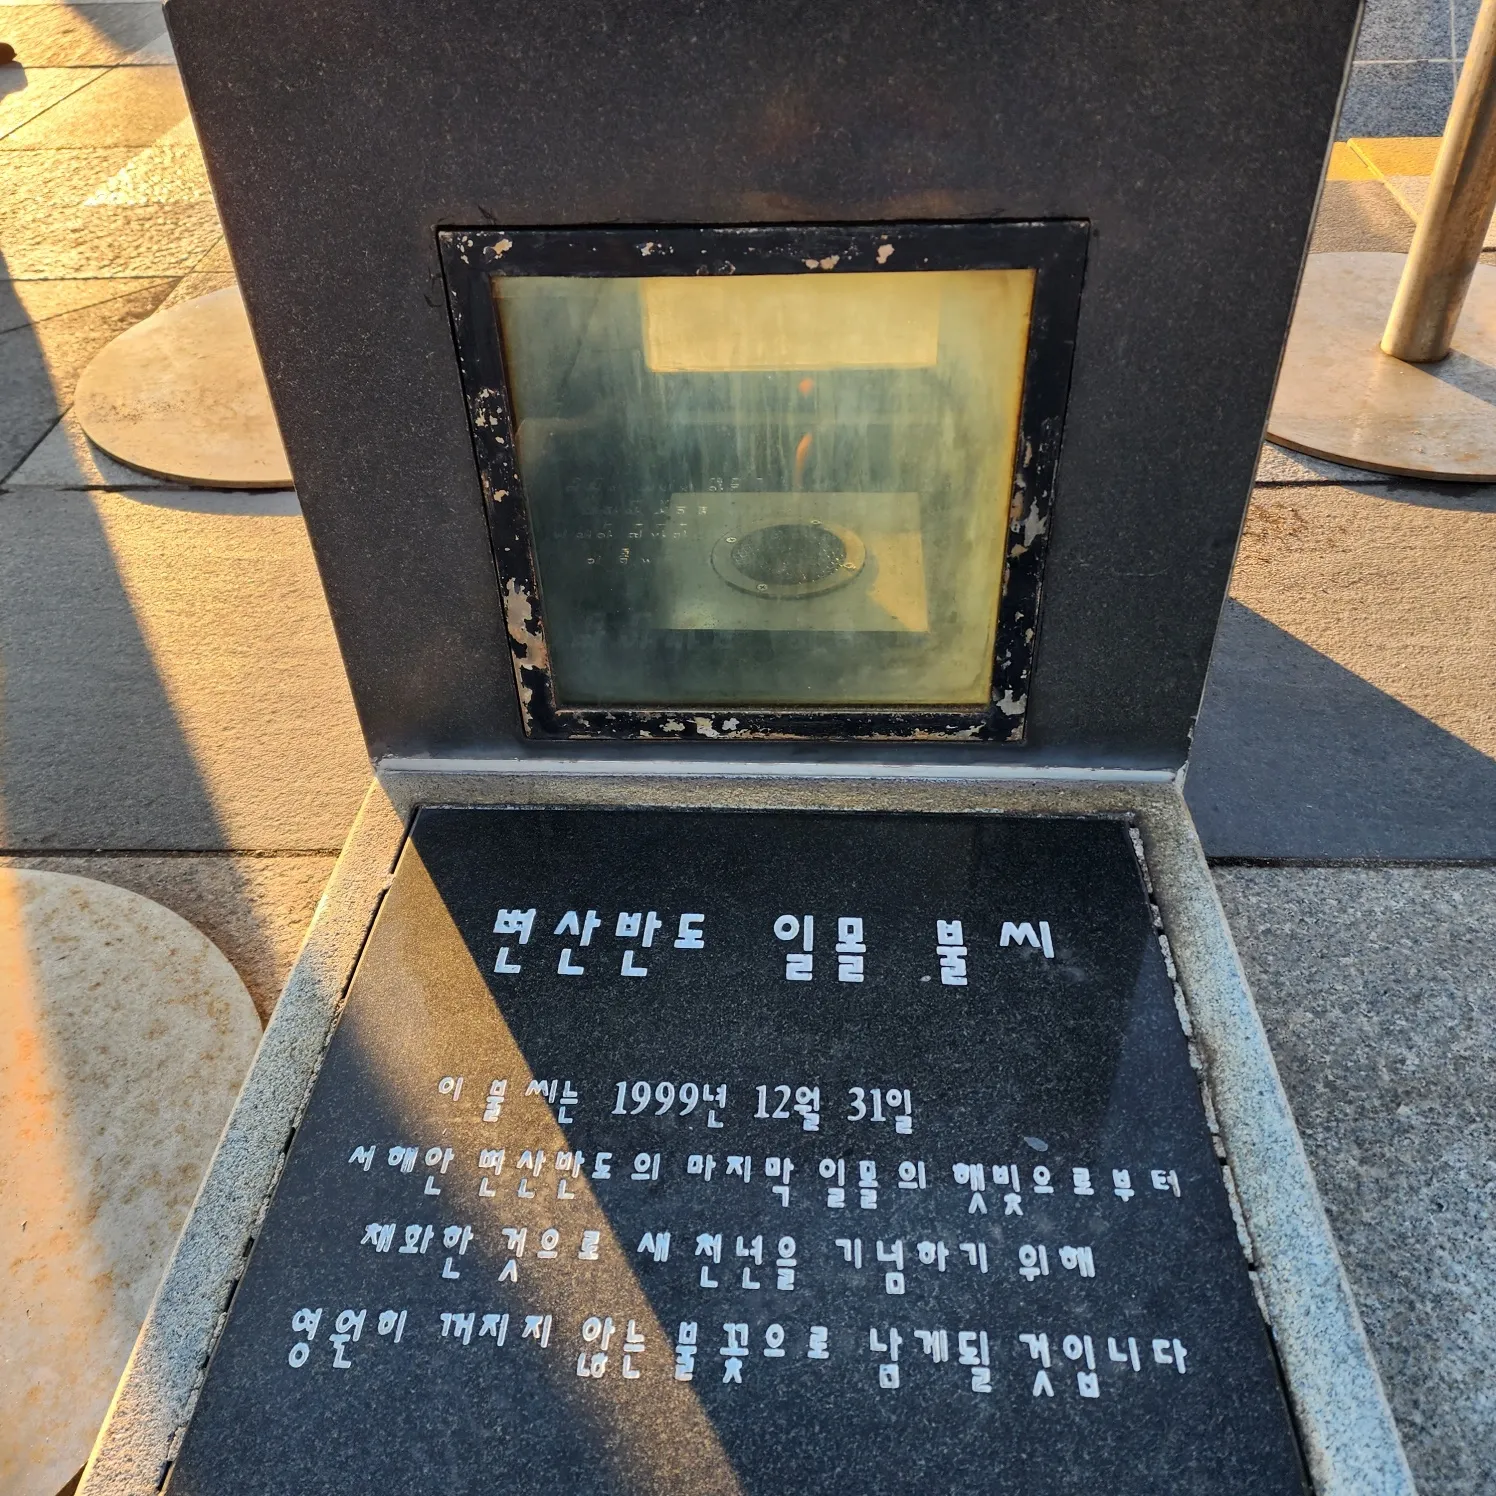 변산반도 일몰 불씨
이 불씨는 1999년 12월 31일
서해안 변산반도의 마지막 일몰의 햇빛으로부터
채화한 것으로 새 천년을 기념하기 위해
영원히 꺼지지 않는 불꽃으로 남게될 것입니다